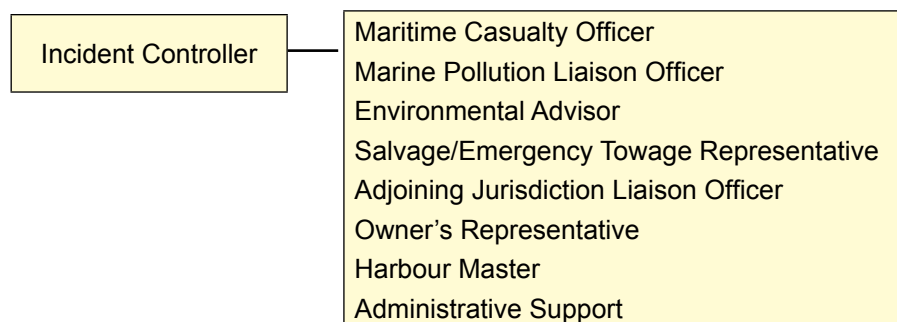 Incident Controller
Maritime Casualty Officer
Marine Pollution Liaison Officer
Environmental Advisor
Salvage/Emergency Towage Representative
Adjoining Jurisdiction Liaison Officer
Owner’s Representative
Harbour Master
Administrative Support